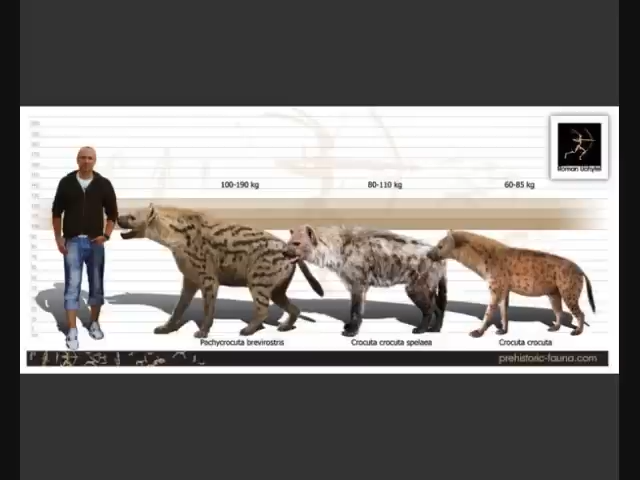 Roman Uchytel
100-190 kg
80-110 kg
60-85 kg
Pachycrocuta brevirostris
Crocuta crocuta spelaea
Crocuta crocuta
prehistoric-fauna.com